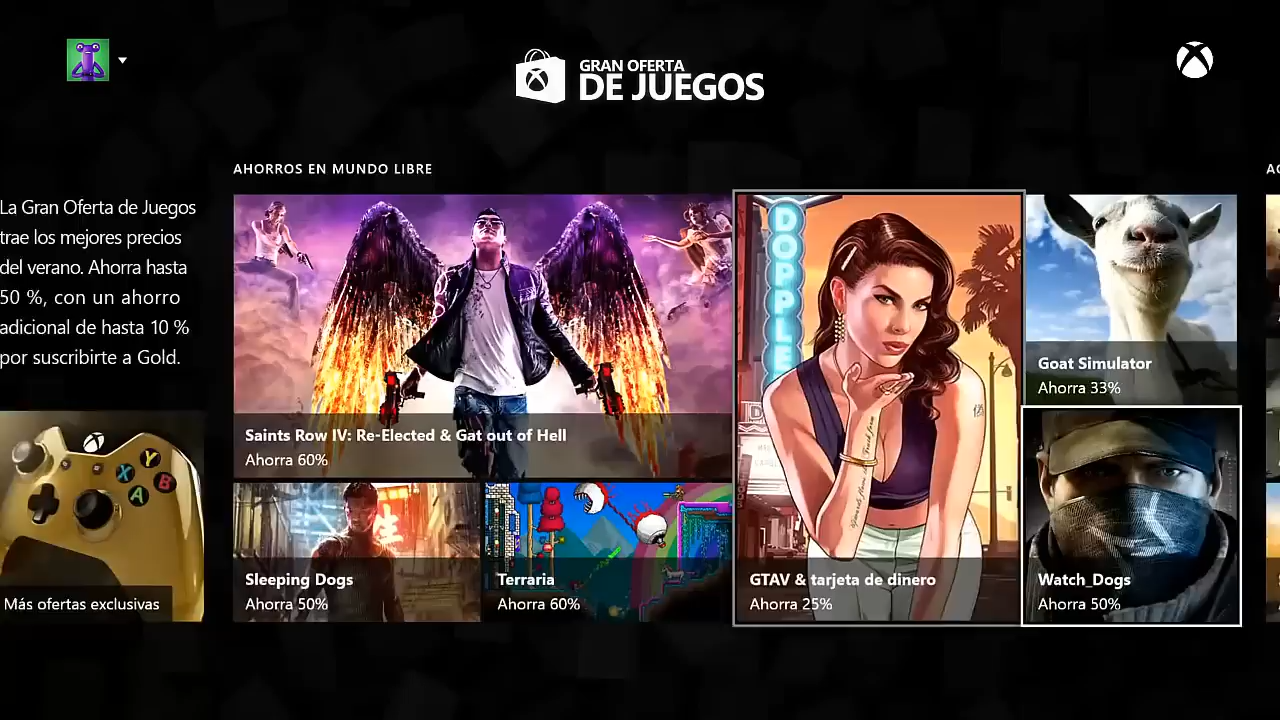 GRAN OFERTA
DE JUEGOS
AHORROS EN MUNDO LIBRE
La Gran Oferta de Juegos
trae los mejores precios
del verano. Ahorra hasta
50 %, con un ahorro
adicional de hasta 10 %
por suscribirte a Gold.
Y
X
B
A
Más ofertas exclusivas
Saints Row IV: Re-Elected & Gat out of Hell
Ahorra 60%
Sleeping Dogs
Ahorra 50%
Terraria
Ahorra 60%
DOPPLE
GTAV & tarjeta de dinero
Ahorra 25%
Goat Simulator
Ahorra 33%
Watch_Dogs
Ahorra 50%